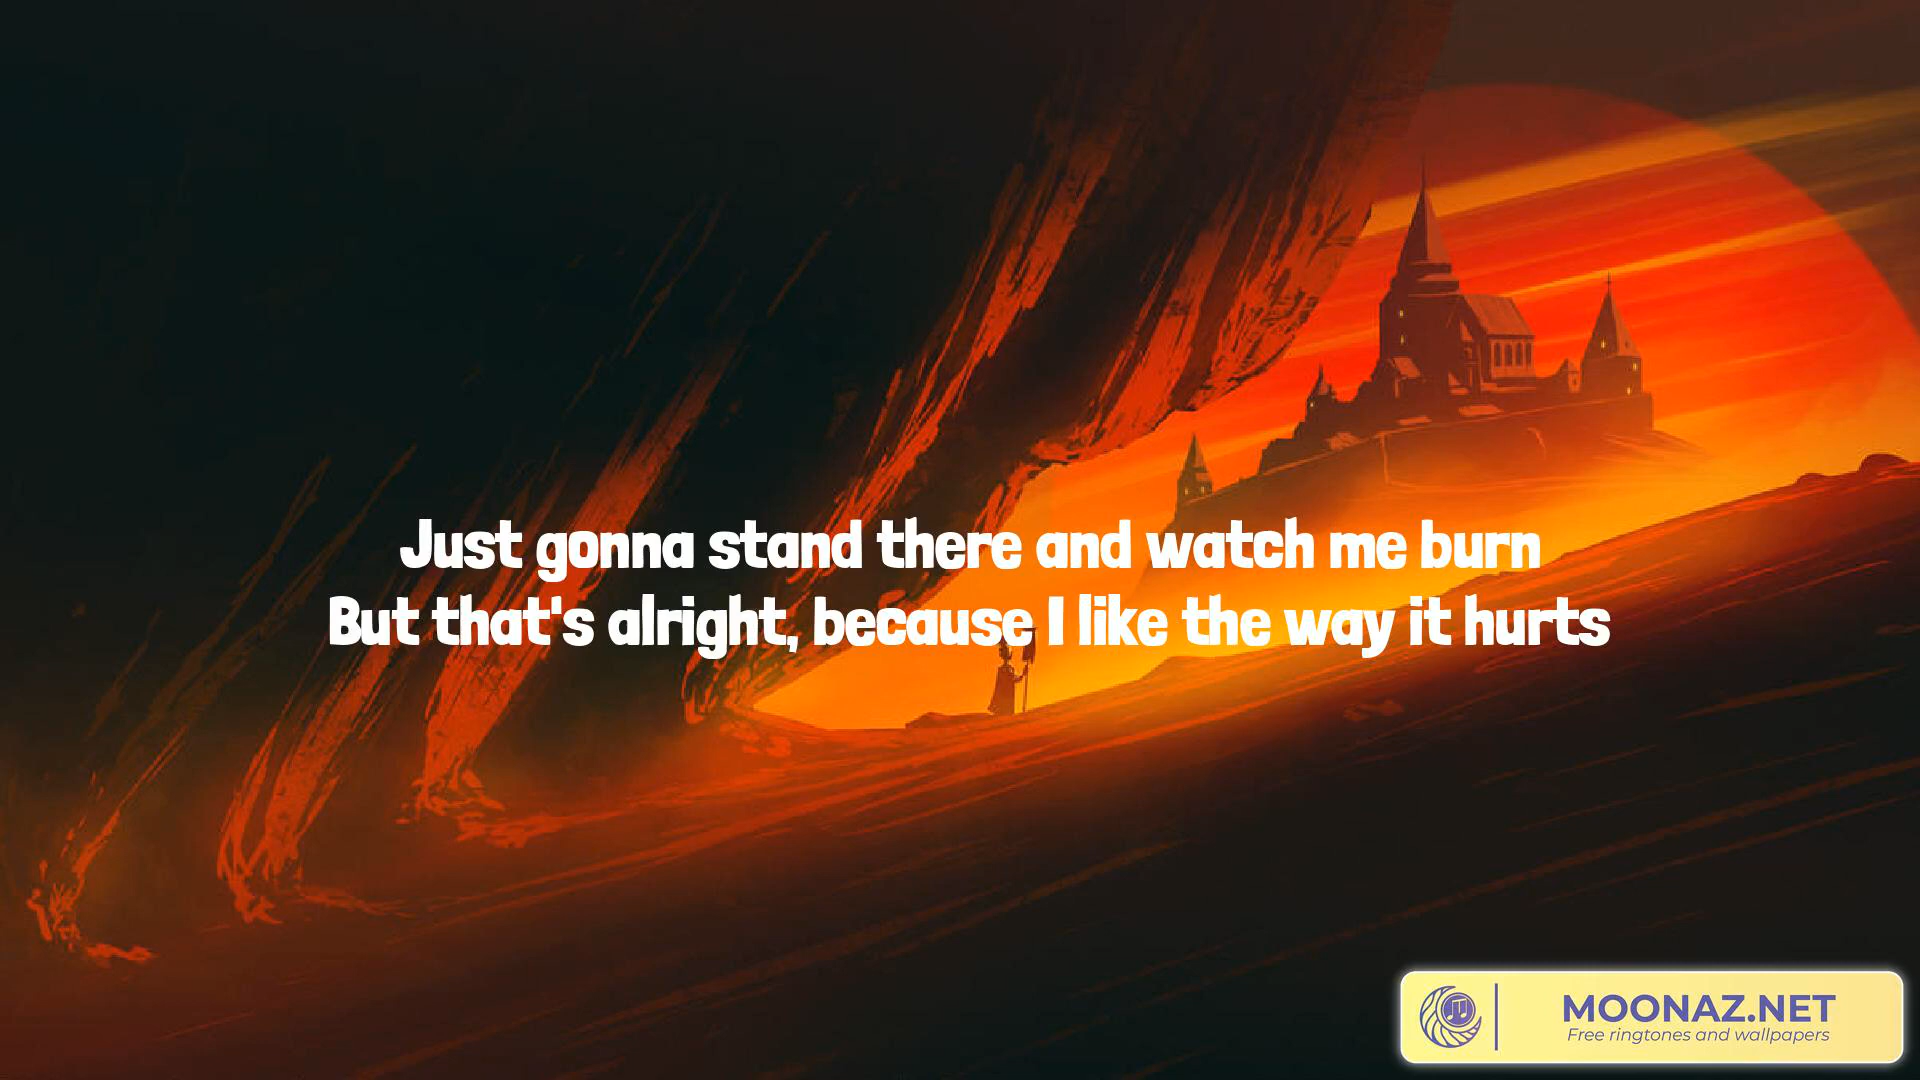 Just gonna stand there and watch me burn
But that's alright, because I like the way it hurts
MOONAZ.NET
Free ringtones and wallpapers